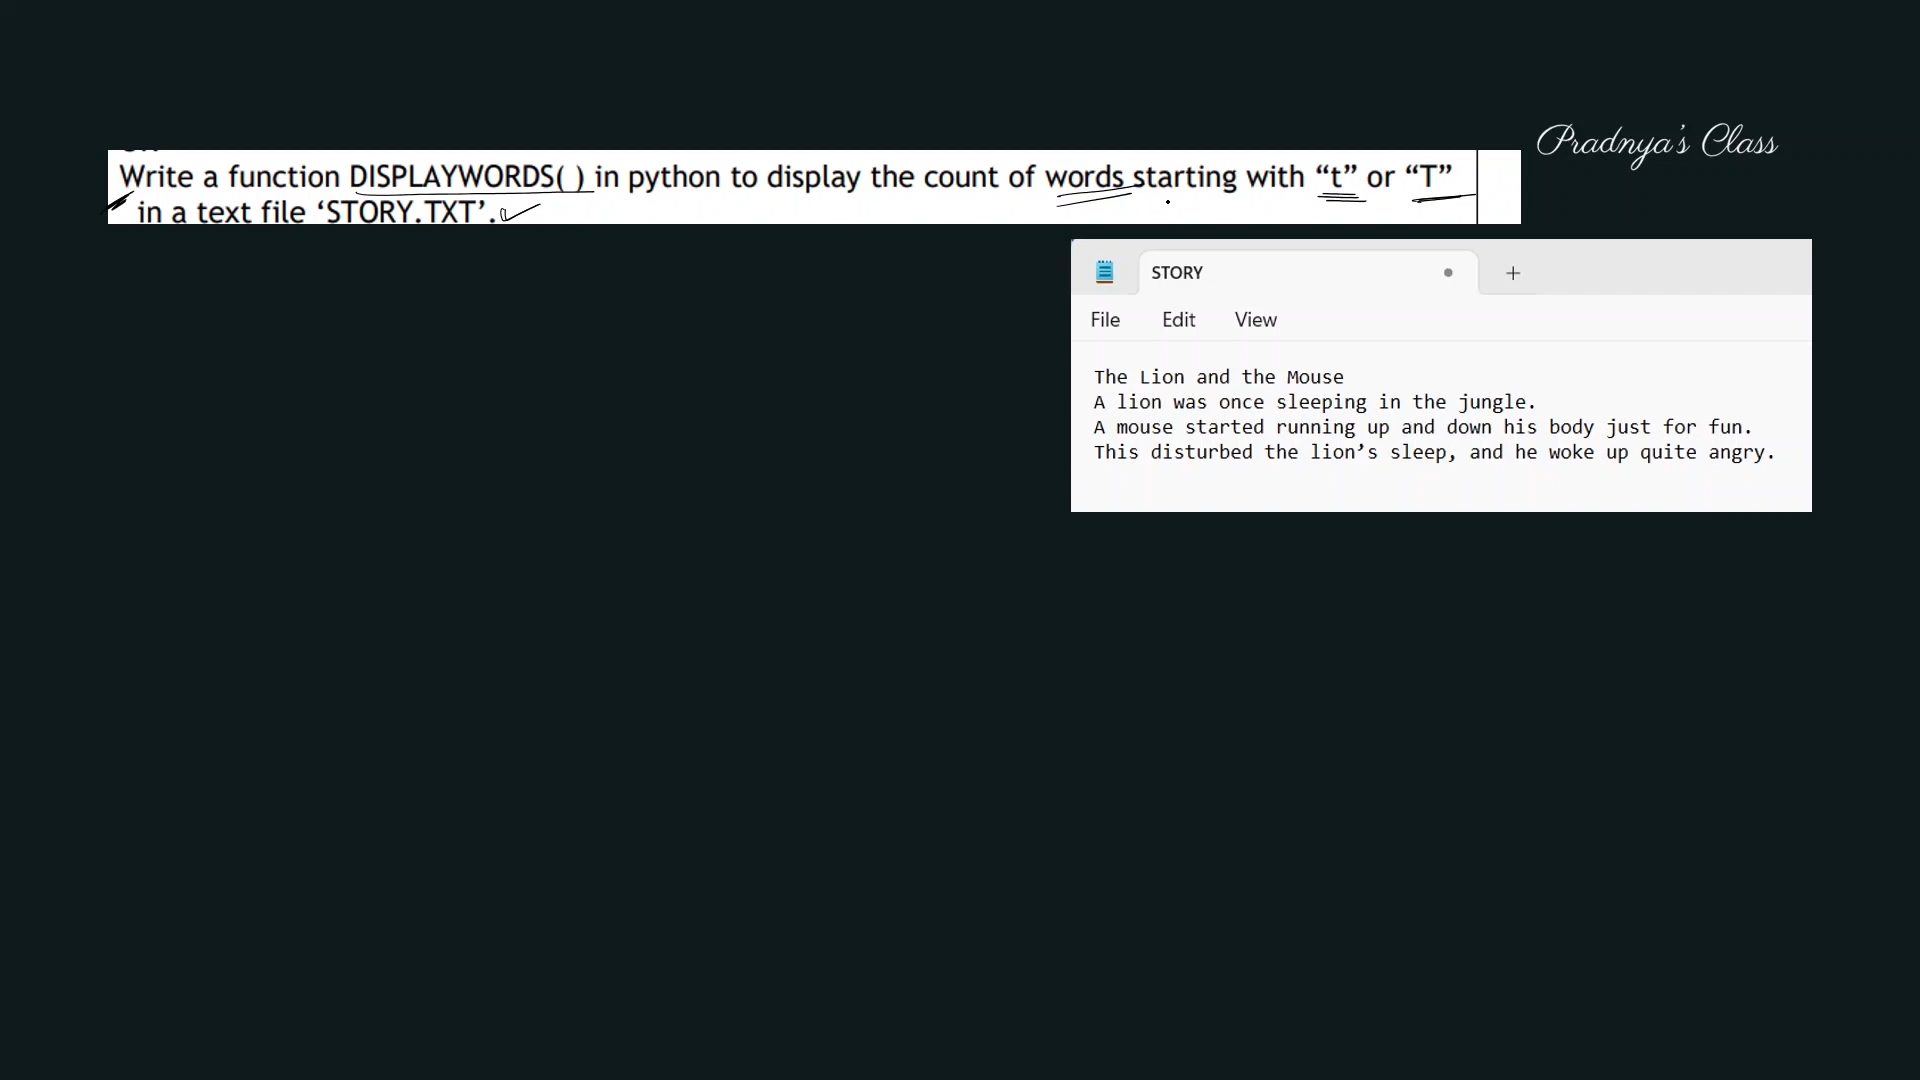 Pradnya's Class
Write a function DISPLAYWORDS( ) in python to display the count of words starting with “t” or “T”
in a text file ‘STORY.TXT’.
STORY
File Edit View
The Lion and the Mouse
A lion was once sleeping in the jungle.
A mouse started running up and down his body just for fun.
This disturbed the lion’s sleep, and he woke up quite angry.